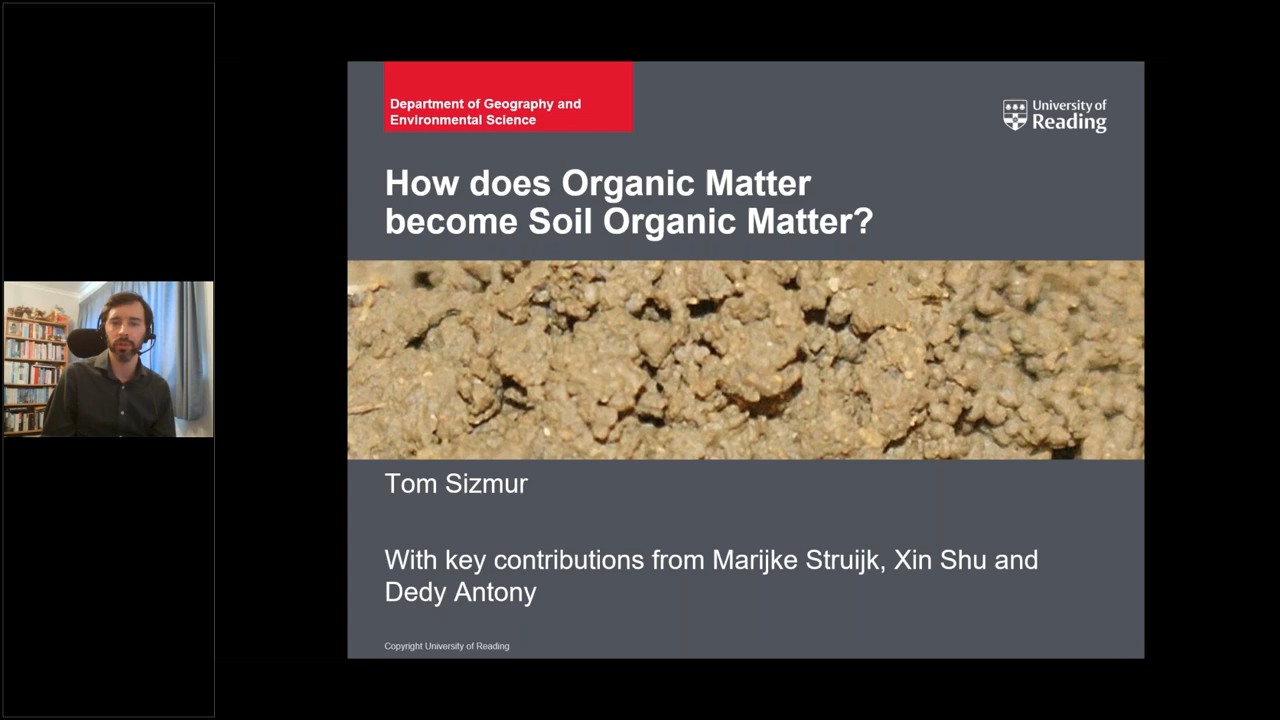 Department of Geography and
Environmental Science
University of
Reading
How does Organic Matter
become Soil Organic Matter?
Tom Sizmur
With key contributions from Marijke Struijk, Xin Shu and
Dedy Antony
Copyright University of Reading